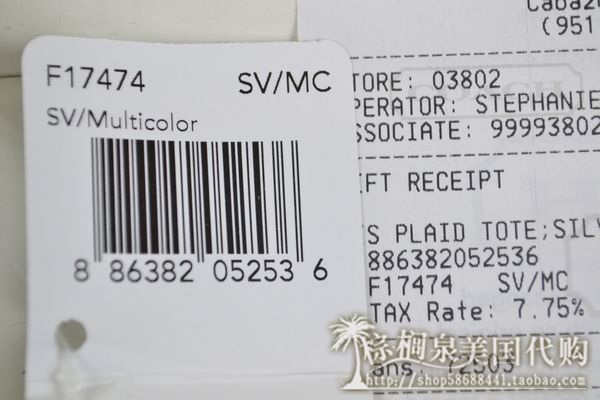 F17474 SV/MC
SV/Multicolor
8 86382 05253 6
Cabaz
(951
TORE: 03802
PERATOR: STEPHANIE
SSOCIATE: 99993802
FT RECEIPT
S PLAID TOTE;SIL
886382052536
F17474 SV/MC
TAX Rate: 7.75%
ans: 72503
棕榈泉美国代购
http://shop58688441.taobao.com